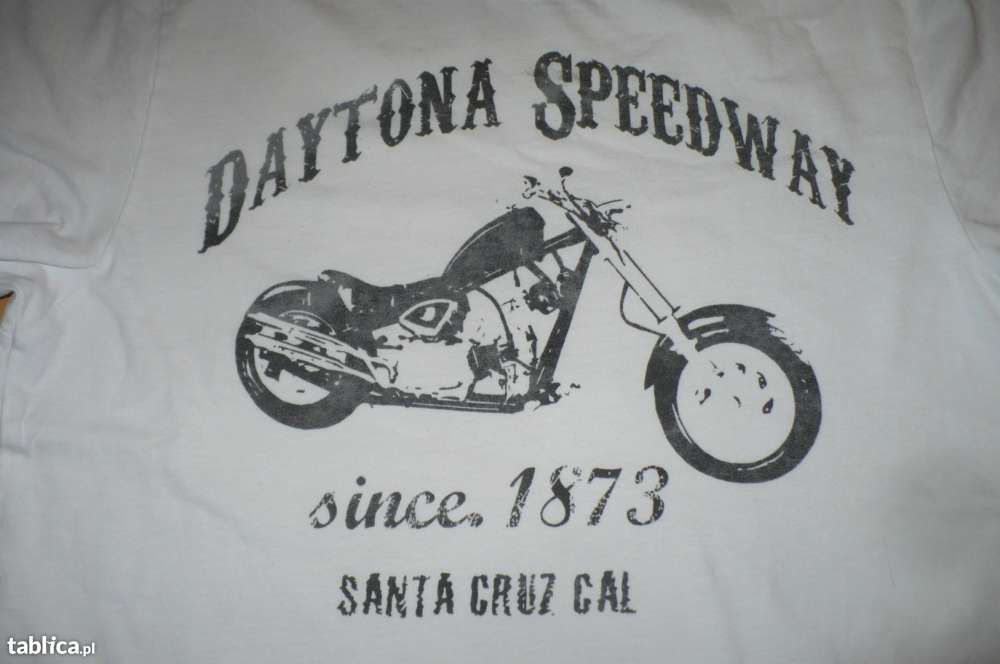 DAYTONA SPEEDWAY
since. 1873
SANTA CRUZ CAL
tablica.pl